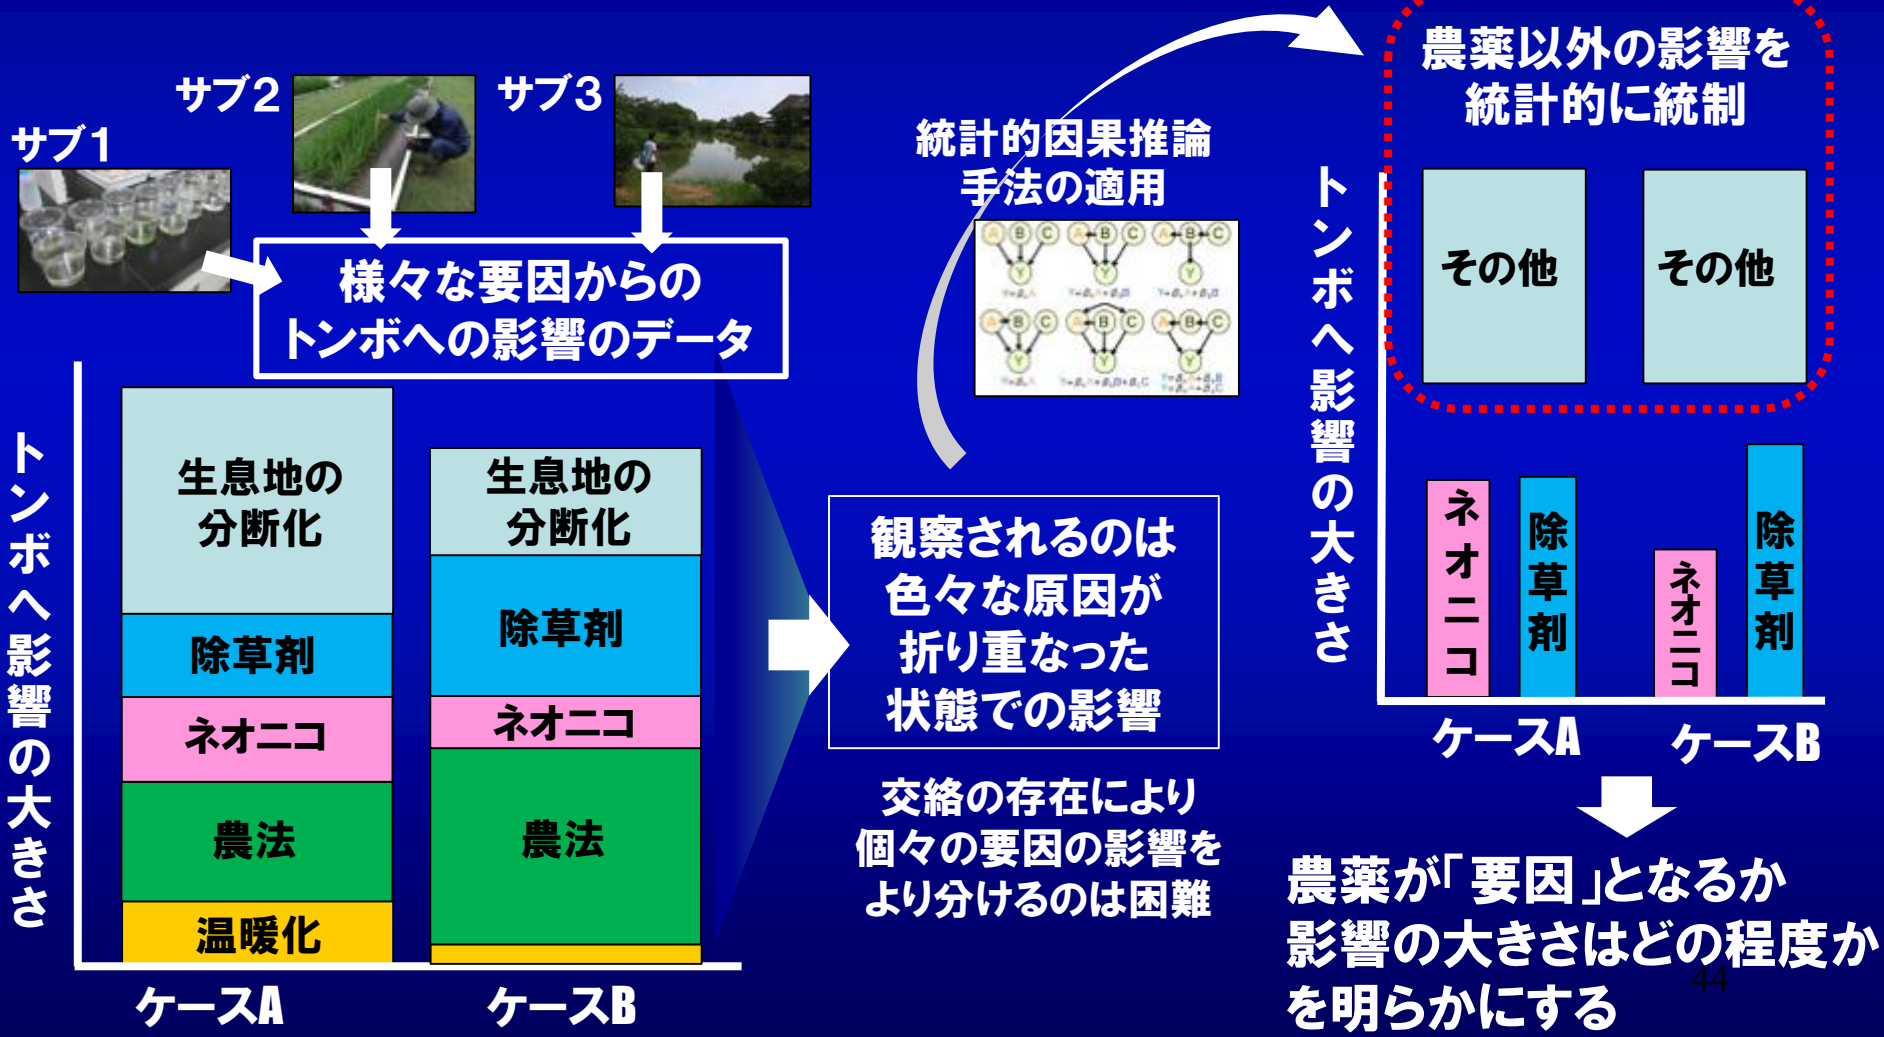 サブ1
サブ2
サブ3
様々な要因からの
トンボへの影響のデータ
トンボへ影響の大きさ
生息地の
分断化
除草剤
ネオニコ
農法
温暖化
ケースA
生息地の
分断化
除草剤
ネオニコ
農法
ケースB
統計的因果推論
手法の適用
A B C
Y
A B C
Y
A B C
Y
A B C
Y
A B C
Y
A B C
Y
観察されるのは
色々な原因が
折り重なった
状態での影響
交絡の存在により
個々の要因の影響を
より分けるのは困難
農薬以外の影響を
統計的に統制
トンボへ影響の大きさ
その他
その他
ネオニコ
除草剤
ネオニコ
除草剤
ケースA
ケースB
農薬が「要因」となるか
影響の大きさはどの程度か
を明らかにする
44